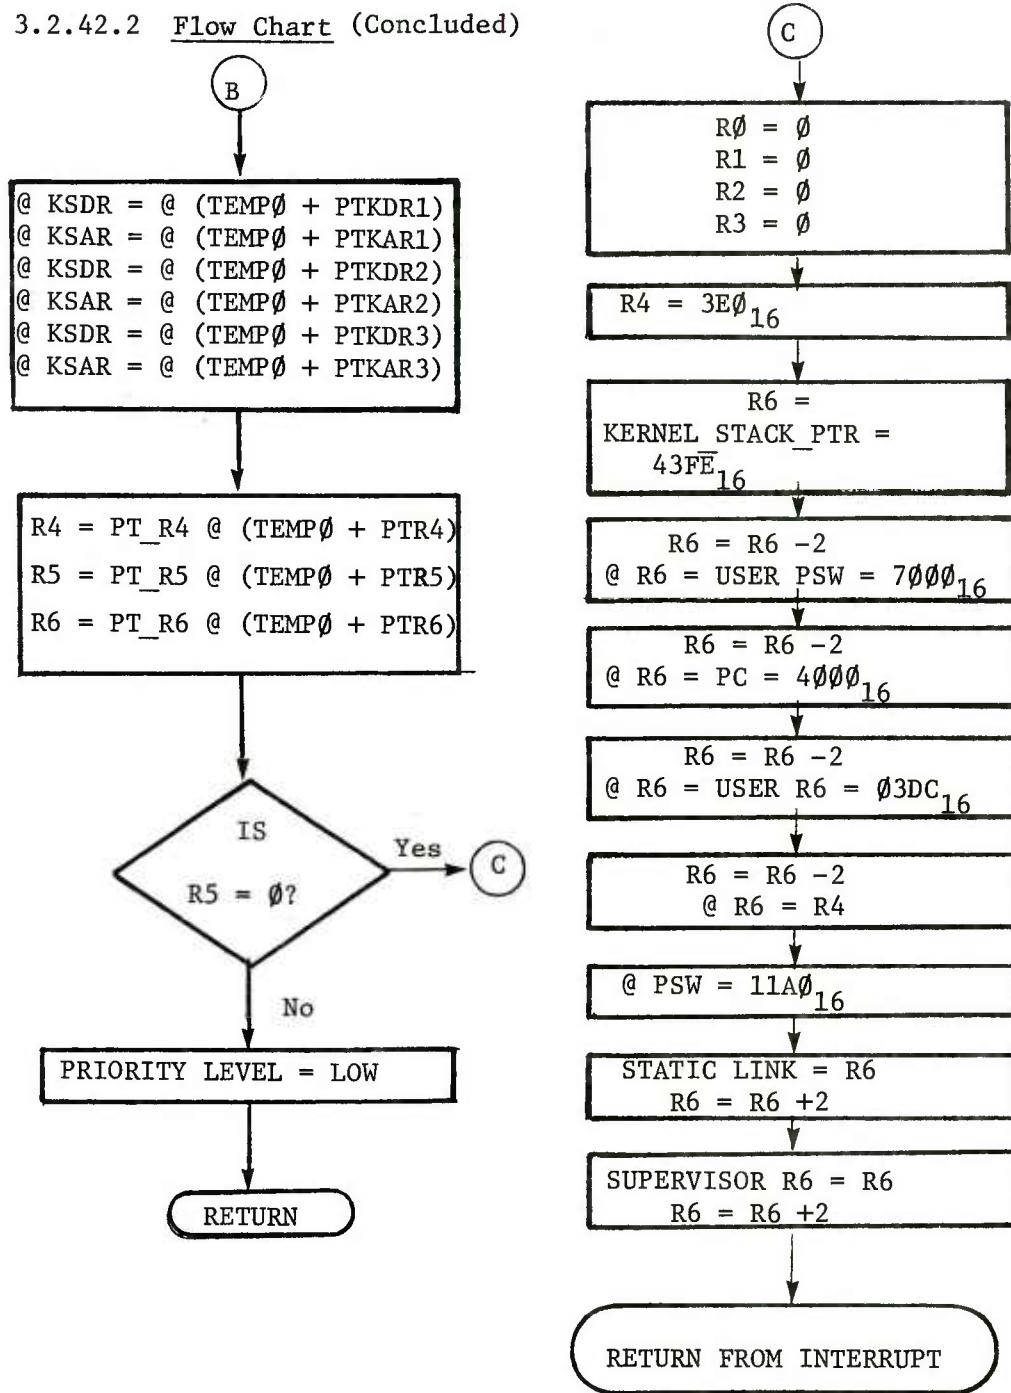 3.2.42.2 Flow Chart (Concluded)
B
@ KSDR = @ (TEMPØ + PTKDR1)
@ KSAR = @ (TEMPØ + PTKAR1)
@ KSDR = @ (TEMPØ + PTKDR2)
@ KSAR = @ (TEMPØ + PTKAR2)
@ KSDR = @ (TEMPØ + PTKDR3)
@ KSAR = @ (TEMPØ + PTKAR3)
R4 = PT_R4 @ (TEMPØ + PTR4)
R5 = PT_R5 @ (TEMPØ + PTR5)
R6 = PT_R6 @ (TEMPØ + PTR6)
IS
R5 = Ø?
Yes
C
No
PRIORITY LEVEL = LOW
RETURN
C
RØ = Ø
R1 = Ø
R2 = Ø
R3 = Ø
R4 = 3EØ16
R6 =
KERNEL_STACK_PTR =
43FE16
R6 = R6 -2
@ R6 = USER PSW = 7ØØØ16
R6 = R6 -2
@ R6 = PC = 4ØØØ16
R6 = R6 -2
@ R6 = USER R6 = Ø3DC16
R6 = R6 -2
@ R6 = R4
@ PSW = 11AØ16
STATIC LINK = R6
R6 = R6 +2
SUPERVISOR R6 = R6
R6 = R6 +2
RETURN FROM INTERRUPT